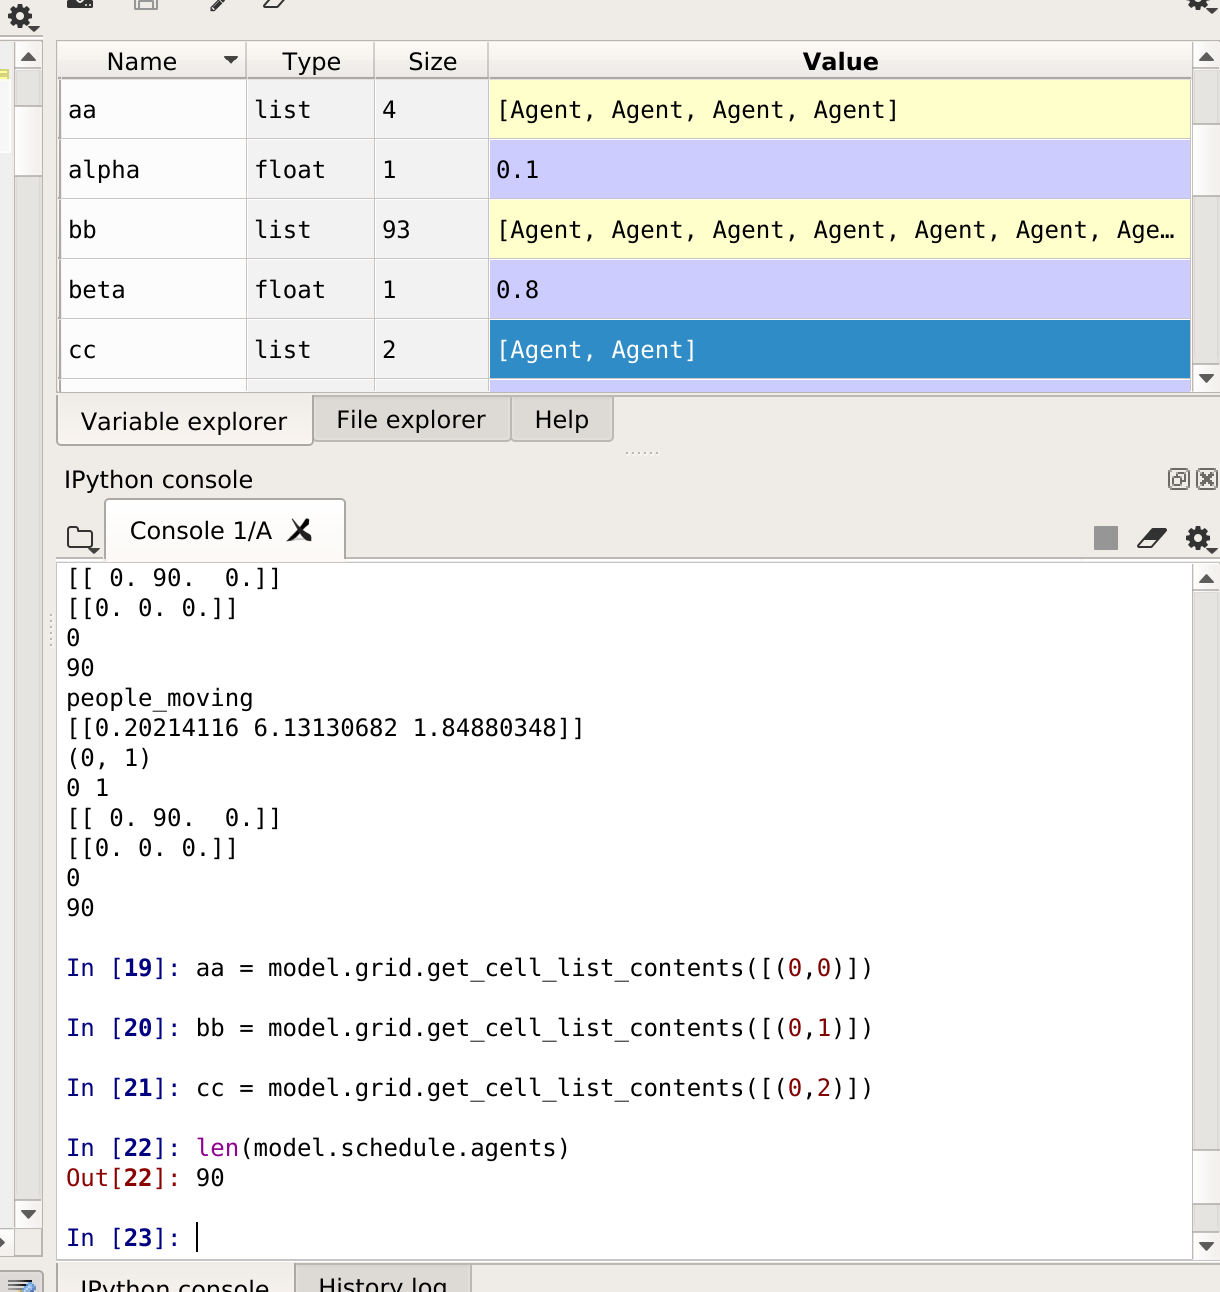 Name Type Size Value
aa list 4 [Agent, Agent, Agent, Agent]
alpha float 1 0.1
bb list 93 [Agent, Agent, Agent, Agent, Agent, Agent, Age…
beta float 1 0.8
cc list 2 [Agent, Agent]
Variable explorer File explorer Help
IPython console
Console 1/A
[[ 0. 90.  0.]]
[[0. 0. 0.]]
0
90
people_moving
[[0.20214116 6.13130682 1.84880348]]
(0, 1)
0 1
[[ 0. 90.  0.]]
[[0. 0. 0.]]
0
90
In [19]: aa = model.grid.get_cell_list_contents([(0,0)])
In [20]: bb = model.grid.get_cell_list_contents([(0,1)])
In [21]: cc = model.grid.get_cell_list_contents([(0,2)])
In [22]: len(model.schedule.agents)
Out[22]: 90
In [23]:
IPython console History log